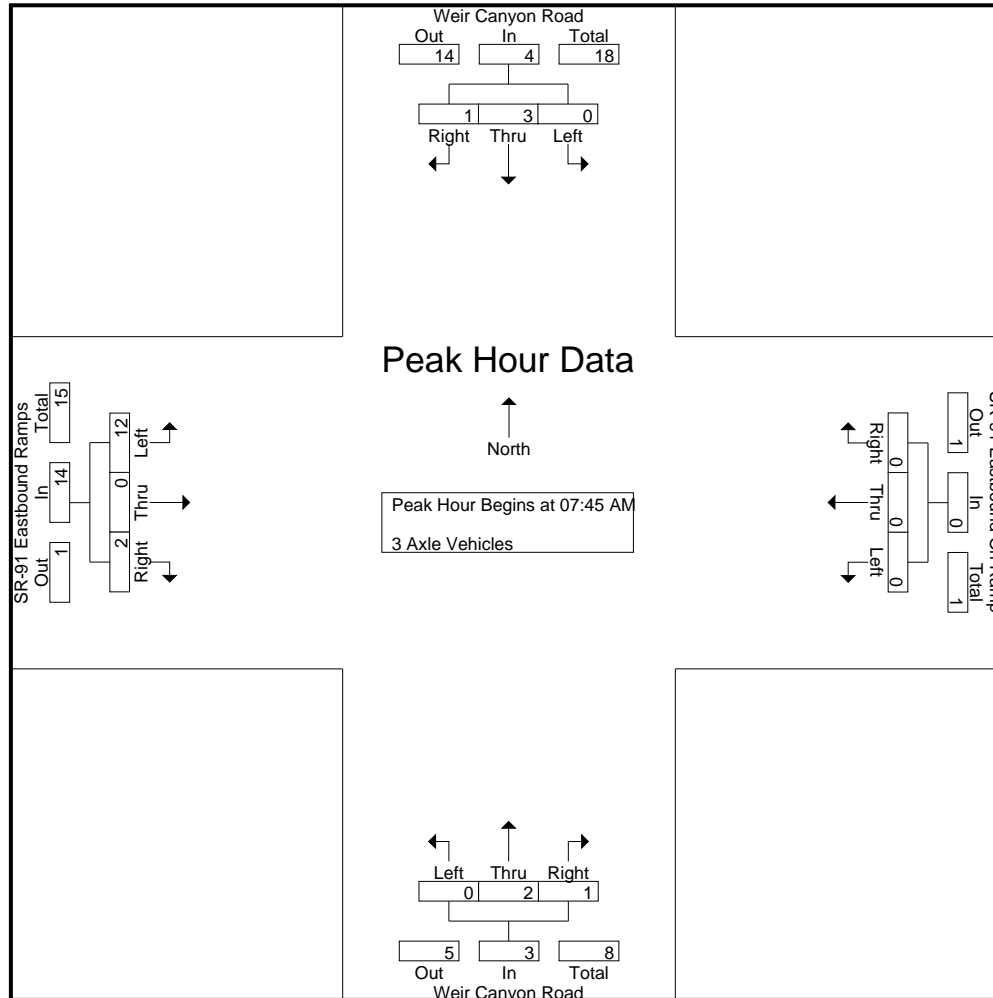 Weir Canyon Road
Out In Total
14 4 18
1 3 0
Right Thru Left
Peak Hour Data
North
Peak Hour Begins at 07:45 AM
3 Axle Vehicles
SR-91 Eastbound Ramps
Total In Out
15 14 1
12 0 2
Left Thru Right
Right Thru Left
0 0 0
1 0 1
Out In Total
Eastbound On Ramp
Left Thru Right
0 2 1
5 3 8
Out In Total
Weir Canyon Road